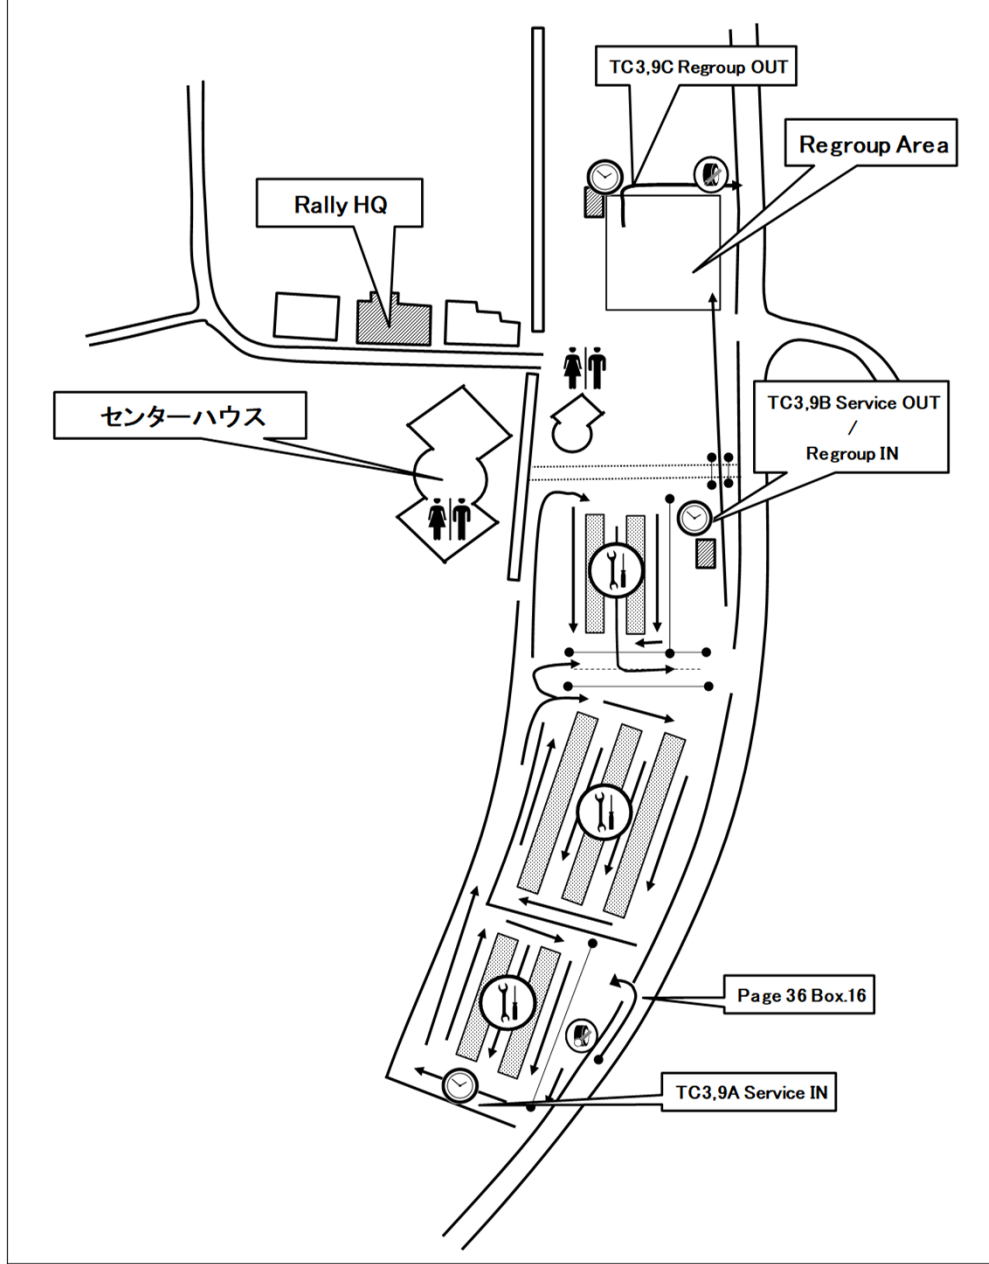 TC3,9C Regroup OUT
Regroup Area
Rally HQ
TC3,9B Service OUT
/
Regroup IN
センターハウス
Page 36 Box.16
TC3,9A Service IN